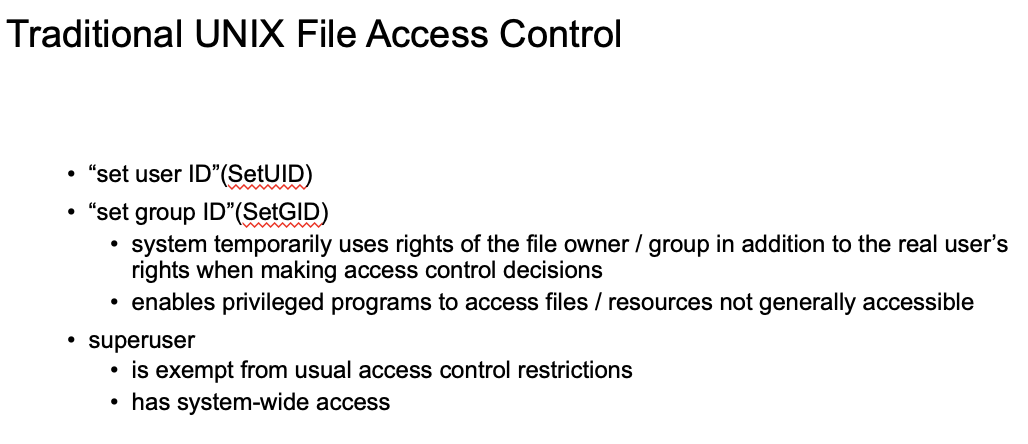 Traditional UNIX File Access Control
• “set user ID”(SetUID)
• “set group ID”(SetGID)
• system temporarily uses rights of the file owner / group in addition to the real user’s
rights when making access control decisions
• enables privileged programs to access files / resources not generally accessible
• superuser
• is exempt from usual access control restrictions
• has system-wide access